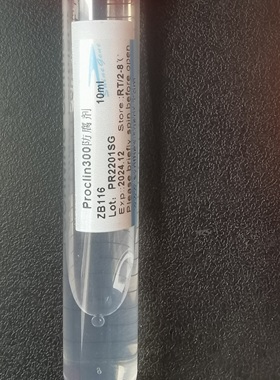 Proclin300防腐剂
10ml
ZB116
Lot: PR2201SG
Store :RT/2-8℃
Exp :2024.12
Please briefly spin before open